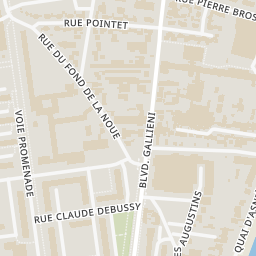 RUE PIERRE BROS
RUE POINTET
RUE DU FOND DE LA NOUE
BLVD. GALLIENI
VOIE PROMENADE
RUE CLAUDE DEBUSSY
ES AUGUSTINS
QUAI D'ASN